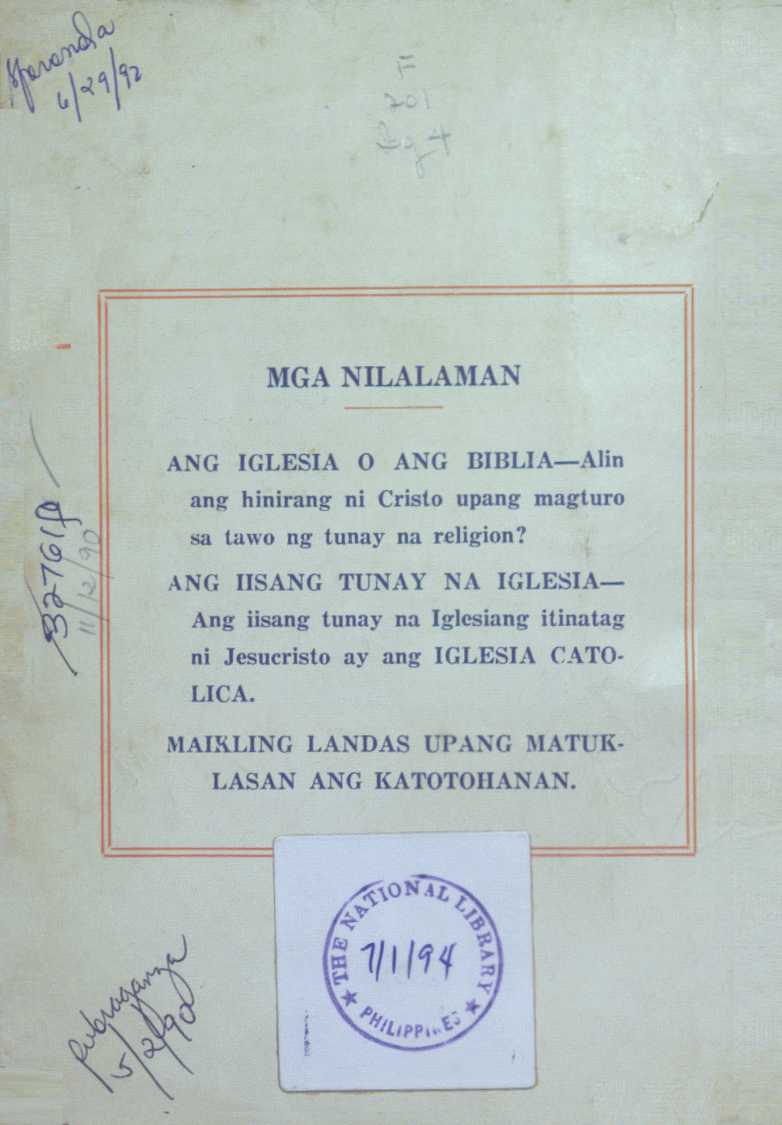 6/29/92
F
201
MGA NILALAMAN
ANG IGLESIA O ANG BIBLIA—Alin
ang hinirang ni Cristo upang magturo
sa tawo ng tunay na religion?
ANG IISANG TUNAY NA IGLESIA—
Ang iisang tunay na Iglesiang itinatag
ni Jesucristo ay ang IGLESIA CATO-
LICA.
MAIKLING LANDAS UPANG MATUK-
LASAN ANG KATOTOHANAN.
11/12/90
THE NATIONAL LIBRARY
7/1/94
PHILIPPINES
5/2/90